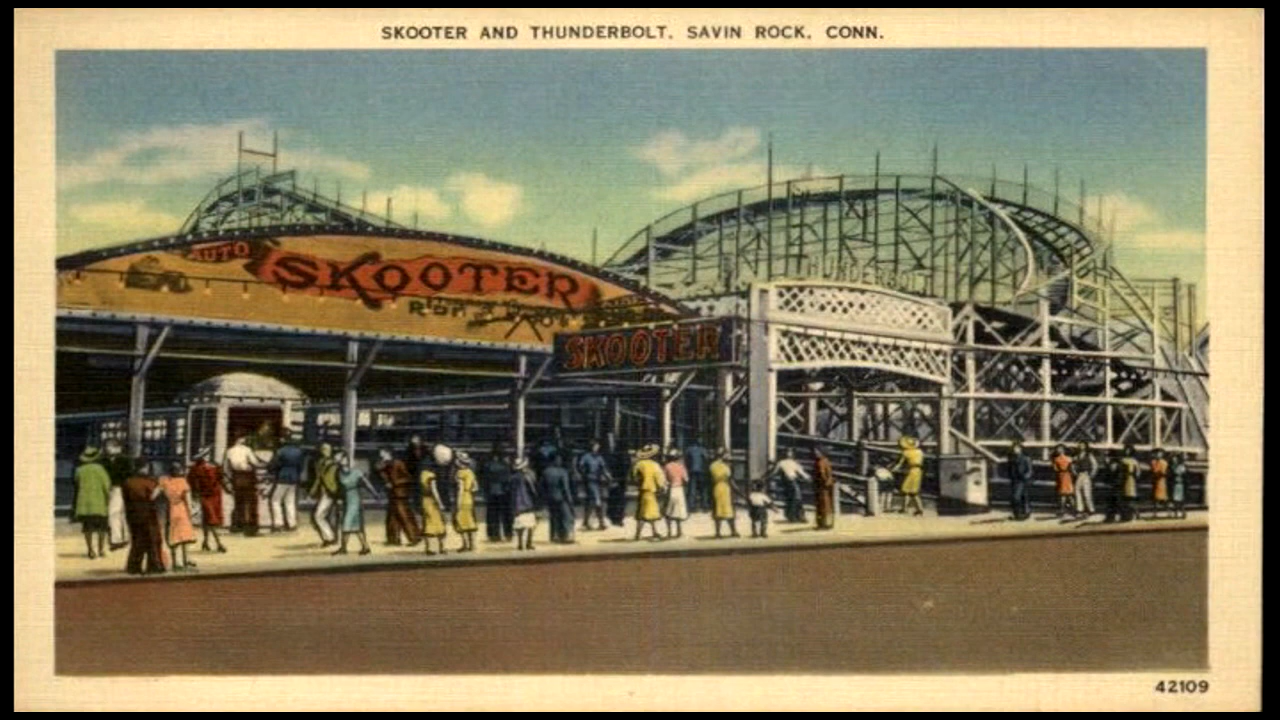 SKOOTER AND THUNDERBOLT. SAVIN ROCK, CONN.
AUTO
SKOOTER
THUNDERBOLT
SKOOTER
42109